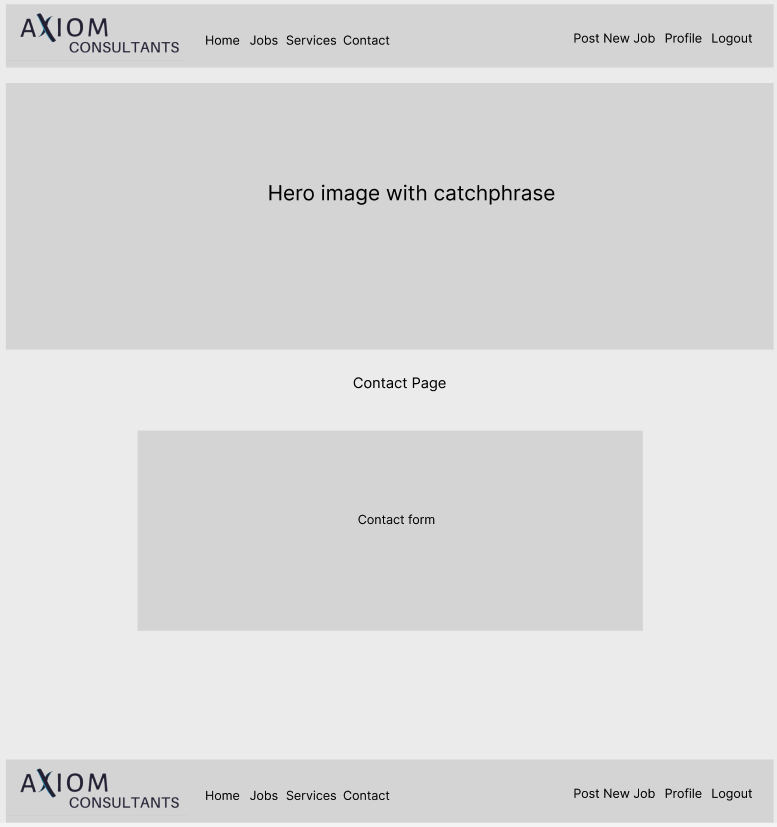 AXIOM
CONSULTANTS
Home Jobs Services Contact
Post New Job Profile Logout
Hero image with catchphrase
Contact Page
Contact form
AXIOM
CONSULTANTS
Home Jobs Services Contact
Post New Job Profile Logout